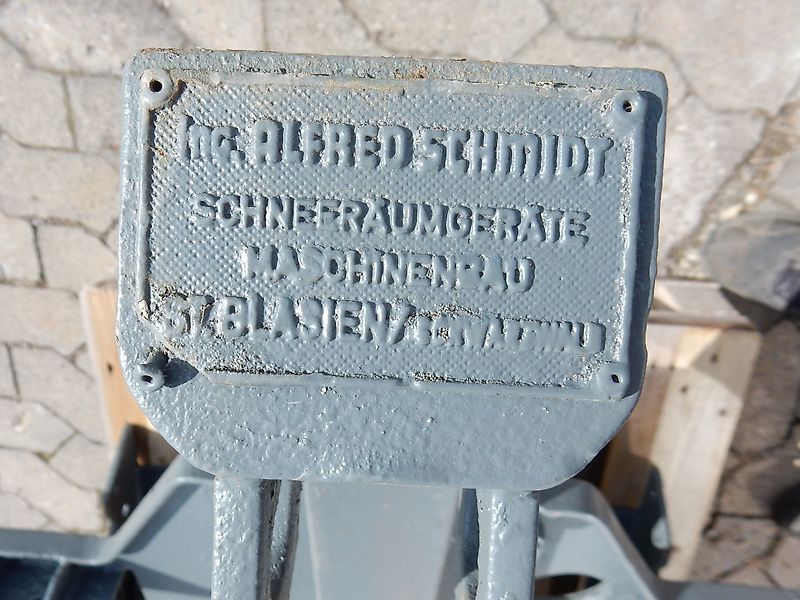 Ing. ALFRED SCHMIDT
SCHNEERÄUMGERÄTE
MASCHINENBAU
ST. BLASIEN/SCHWARZWALD